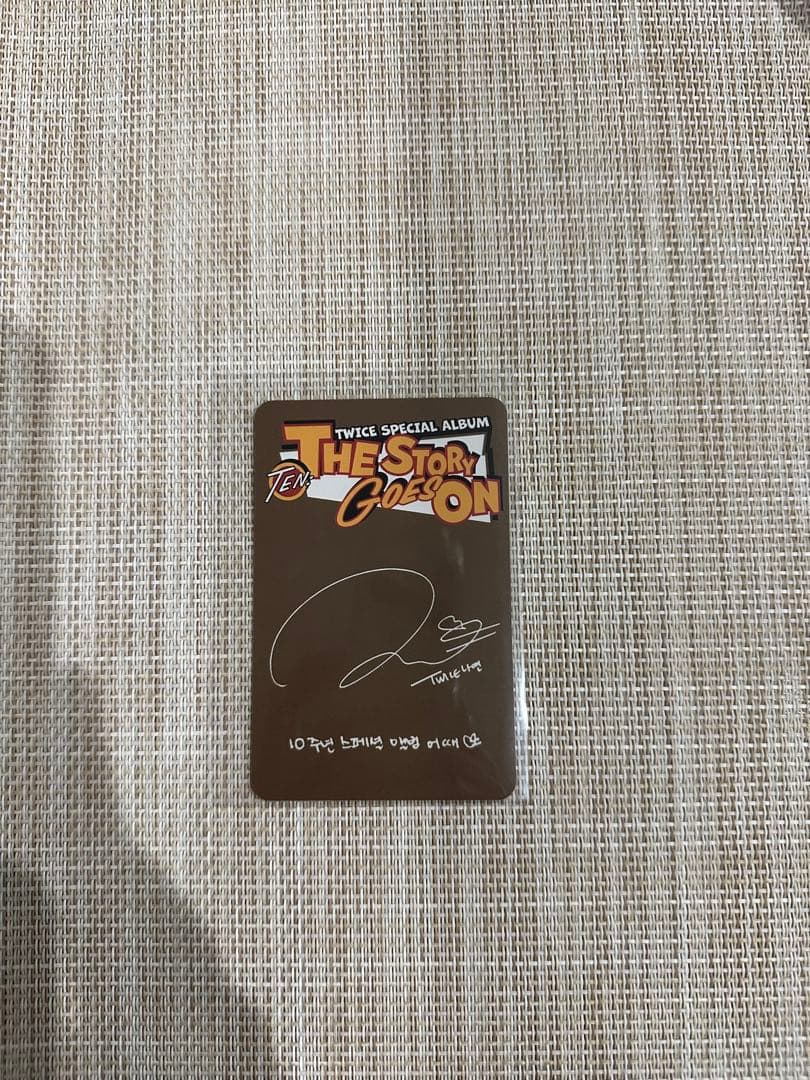 TWICE SPECIAL ALBUM
TEN:
THE STORY
GOES ON
TWICE 나연
10주년 스페셜 앨범 어때